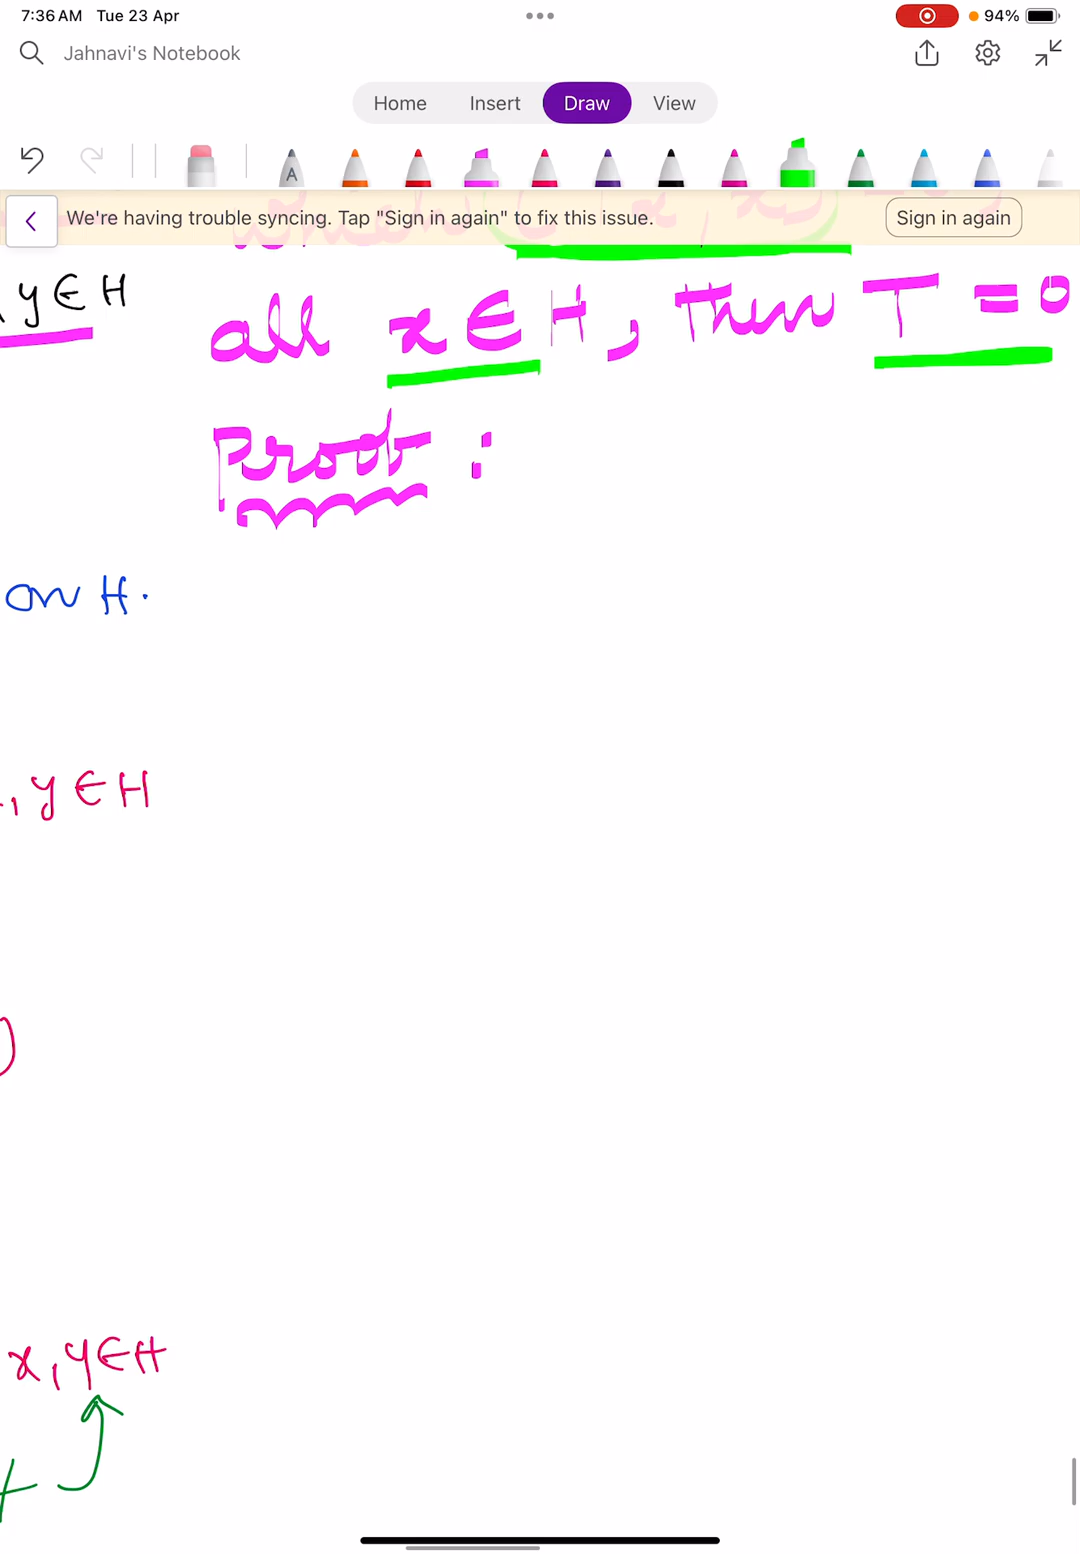 7:36 AM Tue 23 Apr
94%
Jahnavi's Notebook
Home Insert Draw View
A
We're having trouble syncing. Tap "Sign in again" to fix this issue.
Sign in again
, y ∈ H
all x ∈ H, then T = 0
Proof :
on H.
, y ∈ H
)
x, y ∈ H